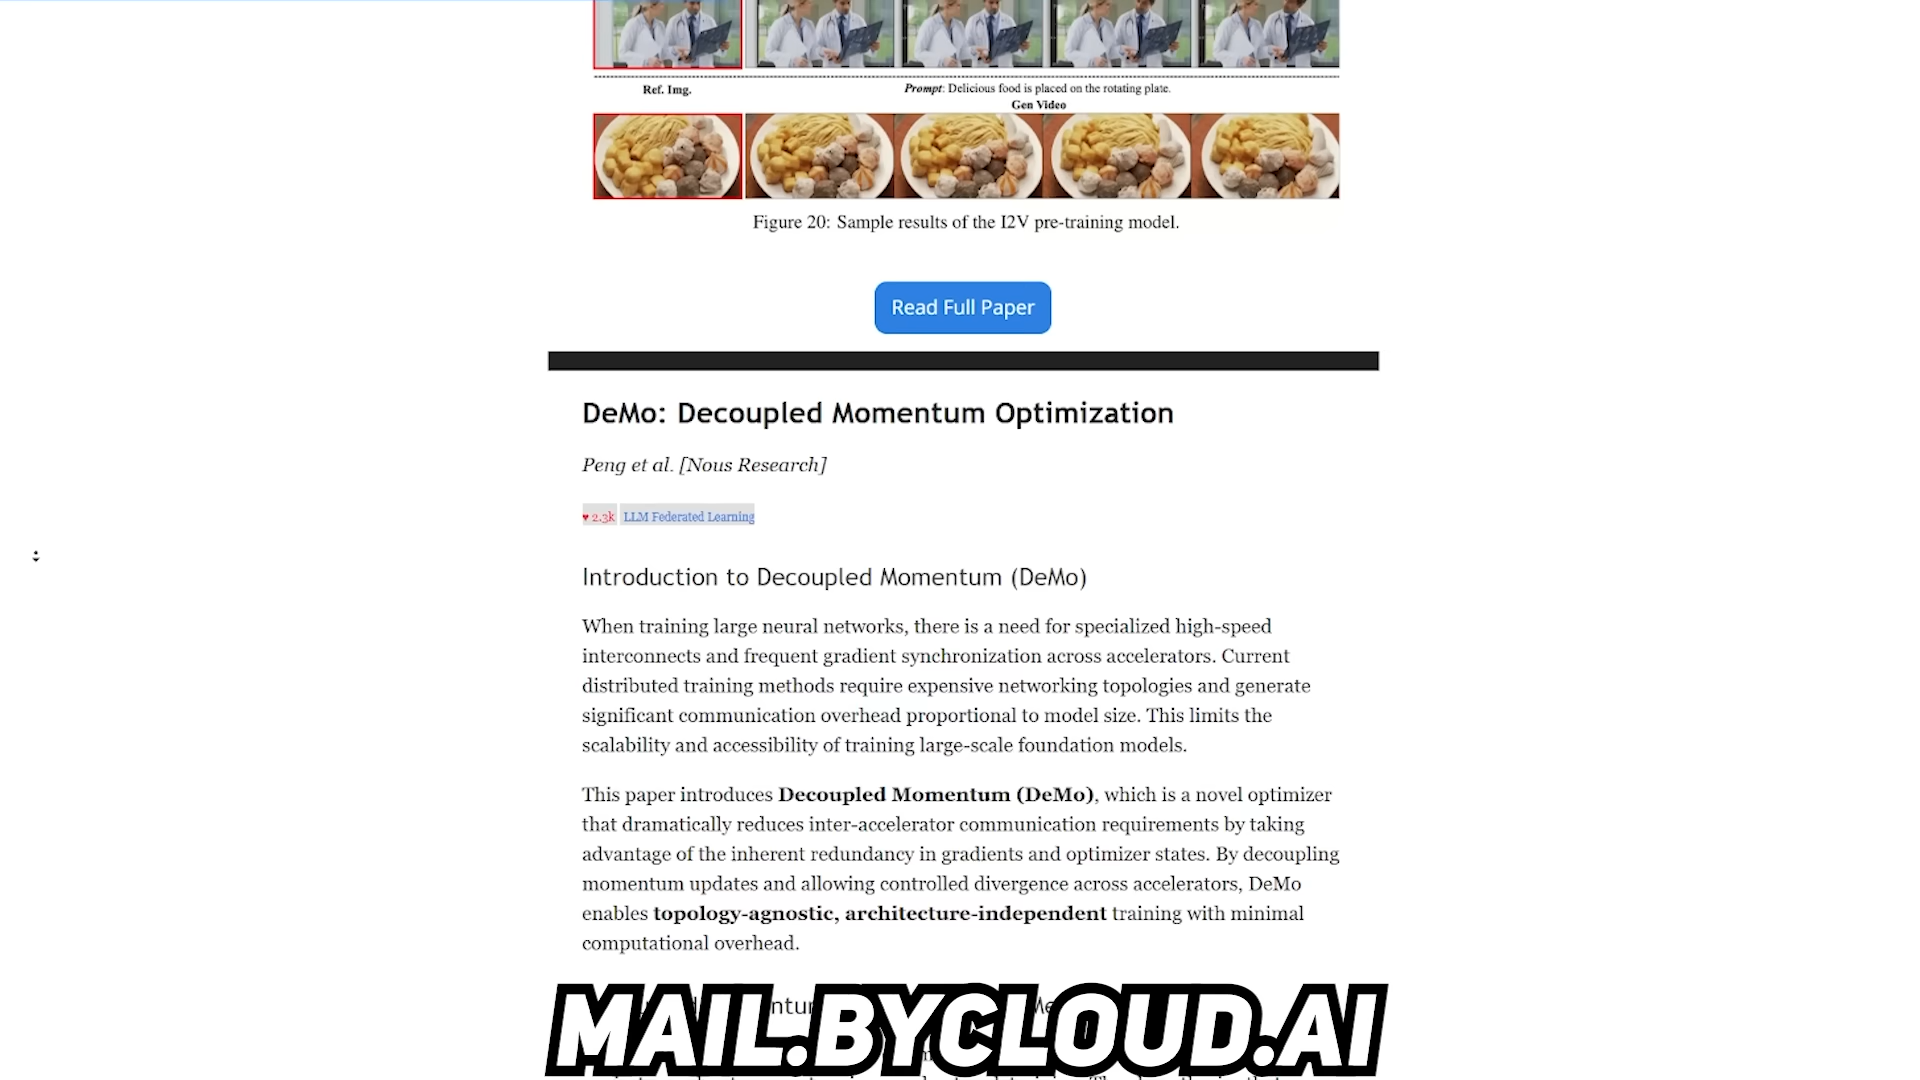 Ref. Img.
Prompt: Delicious food is placed on the rotating plate.
Gen Video
Figure 20: Sample results of the I2V pre-training model.
Read Full Paper
DeMo: Decoupled Momentum Optimization
Peng et al. [Nous Research]
♥ 2.3k LLM Federated Learning
Introduction to Decoupled Momentum (DeMo)
When training large neural networks, there is a need for specialized high-speed
interconnects and frequent gradient synchronization across accelerators. Current
distributed training methods require expensive networking topologies and generate
significant communication overhead proportional to model size. This limits the
scalability and accessibility of training large-scale foundation models.
This paper introduces Decoupled Momentum (DeMo), which is a novel optimizer
that dramatically reduces inter-accelerator communication requirements by taking
advantage of the inherent redundancy in gradients and optimizer states. By decoupling
momentum updates and allowing controlled divergence across accelerators, DeMo
enables topology-agnostic, architecture-independent training with minimal
computational overhead.
MAIL.BYCLOUD.AI